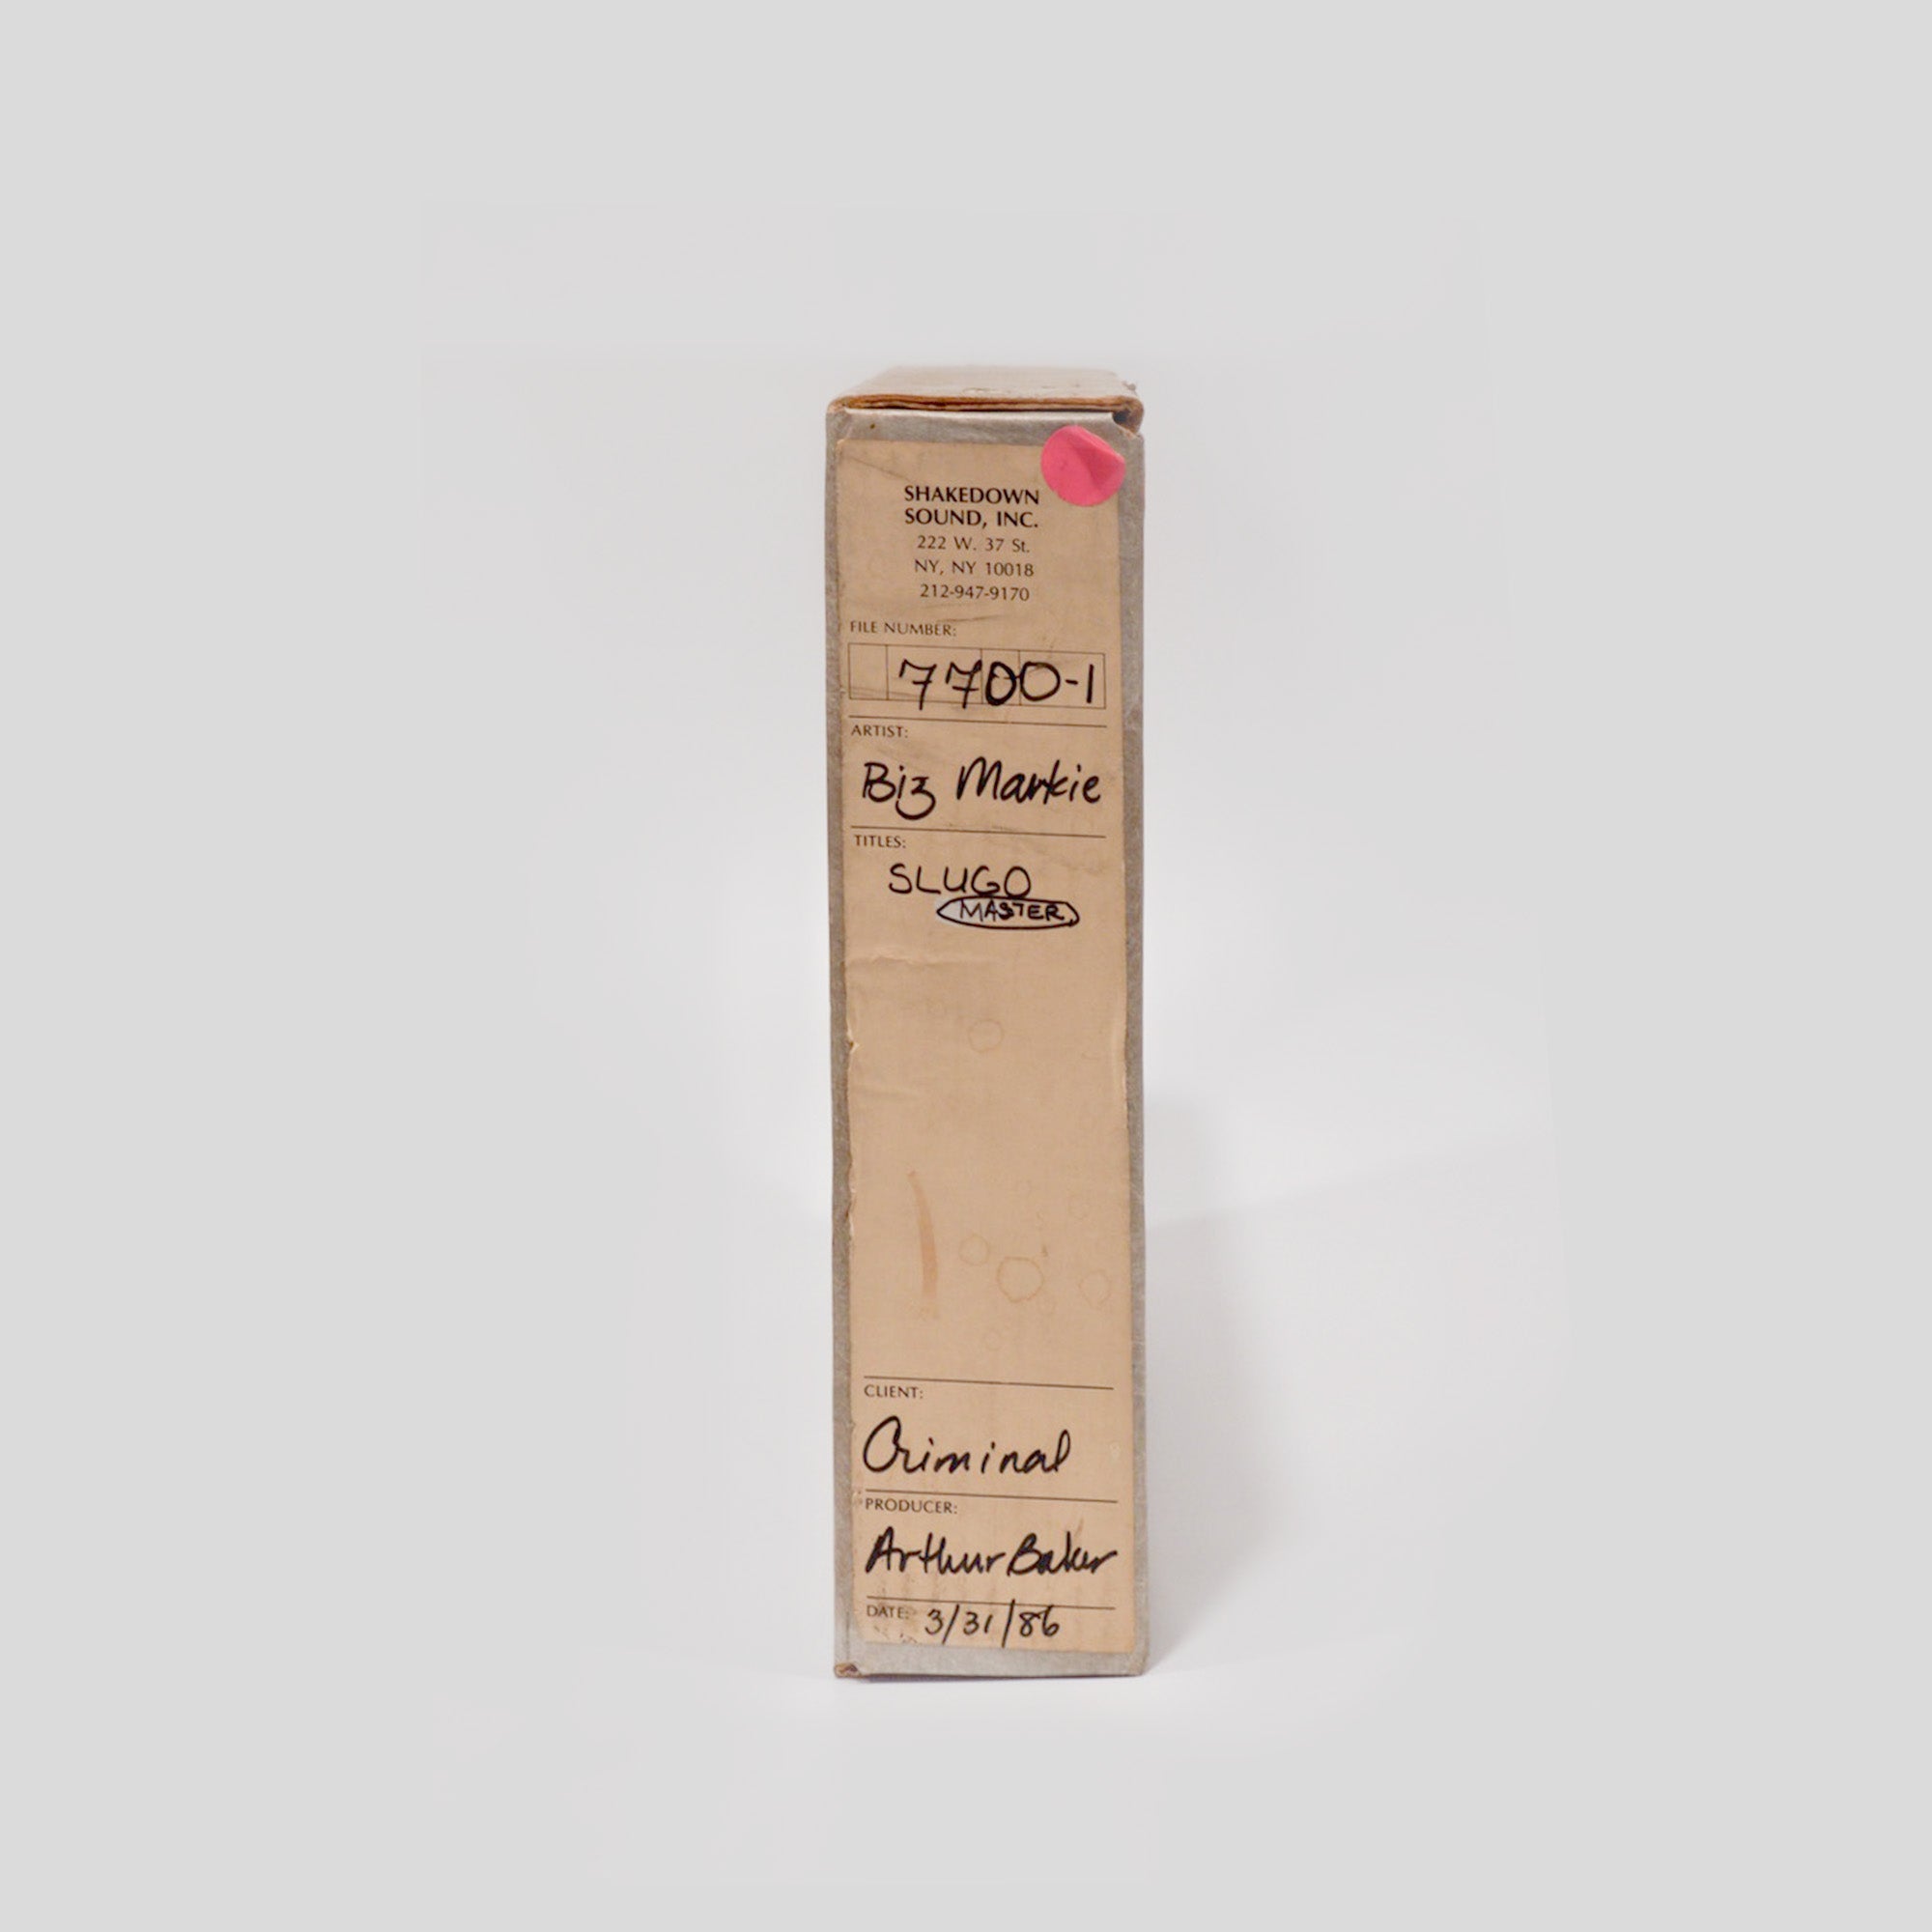 SHAKEDOWN
SOUND, INC.
222 W. 37 St.
NY, NY 10018
212-947-9170
FILE NUMBER:
7700-1
ARTIST:
Biz Markie
TITLES:
SLUGO
MASTER
CLIENT:
Criminal
PRODUCER:
Arthur Baker
DATE: 3/31/86